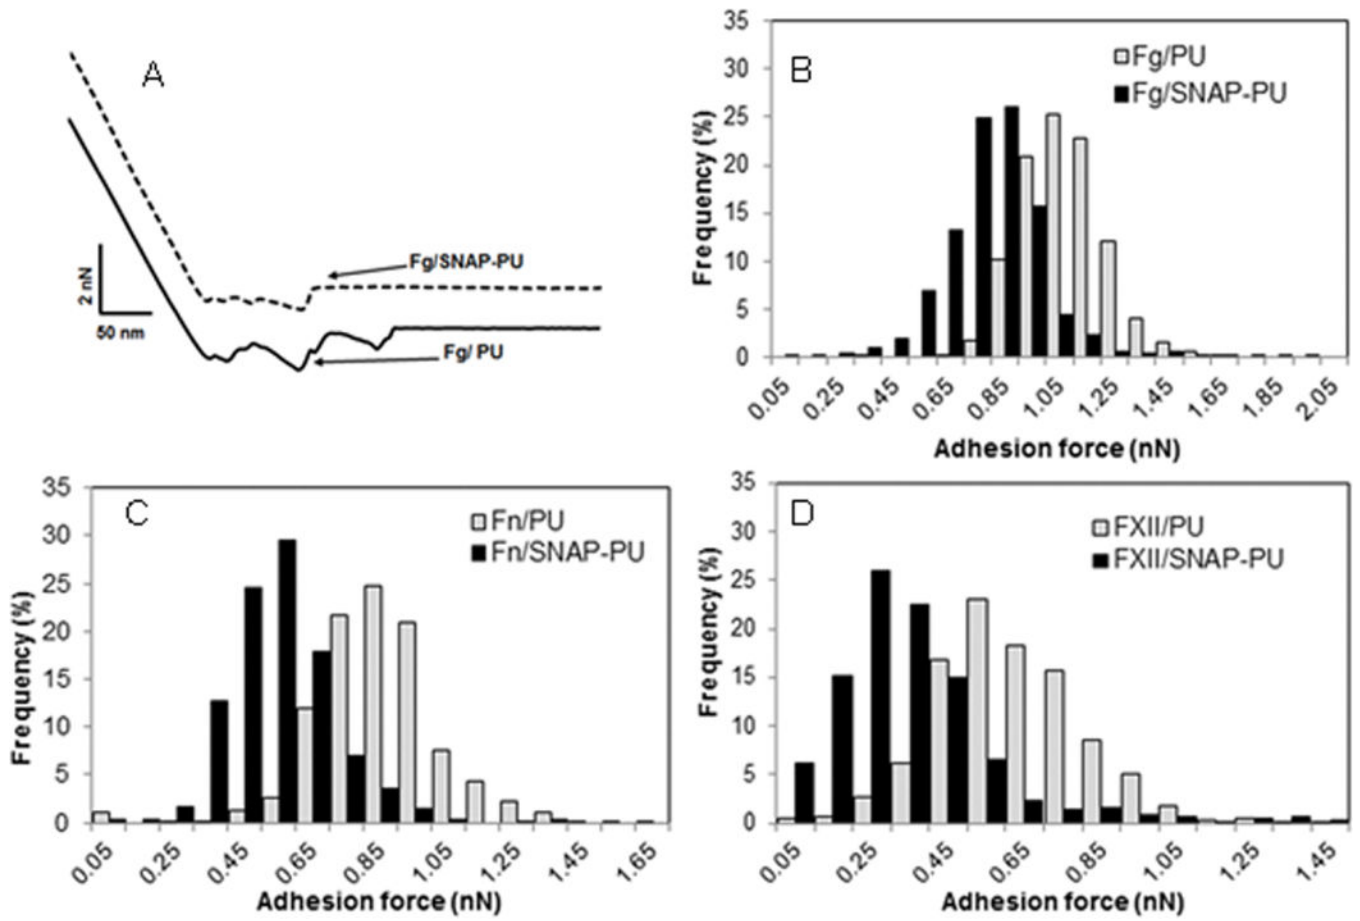 A
2 nN
50 nm
Fg/SNAP-PU
Fg/ PU
B
Fg/PU
Fg/SNAP-PU
Frequency (%)
35
30
25
20
15
10
5
0
0.05 0.25 0.45 0.65 0.85 1.05 1.25 1.45 1.65 1.85 2.05
Adhesion force (nN)
C
Fn/PU
Fn/SNAP-PU
Frequency (%)
35
30
25
20
15
10
5
0
0.05 0.25 0.45 0.65 0.85 1.05 1.25 1.45 1.65
Adhesion force (nN)
D
FXII/PU
FXII/SNAP-PU
Frequency (%)
35
30
25
20
15
10
5
0
0.05 0.25 0.45 0.65 0.85 1.05 1.25 1.45
Adhesion force (nN)